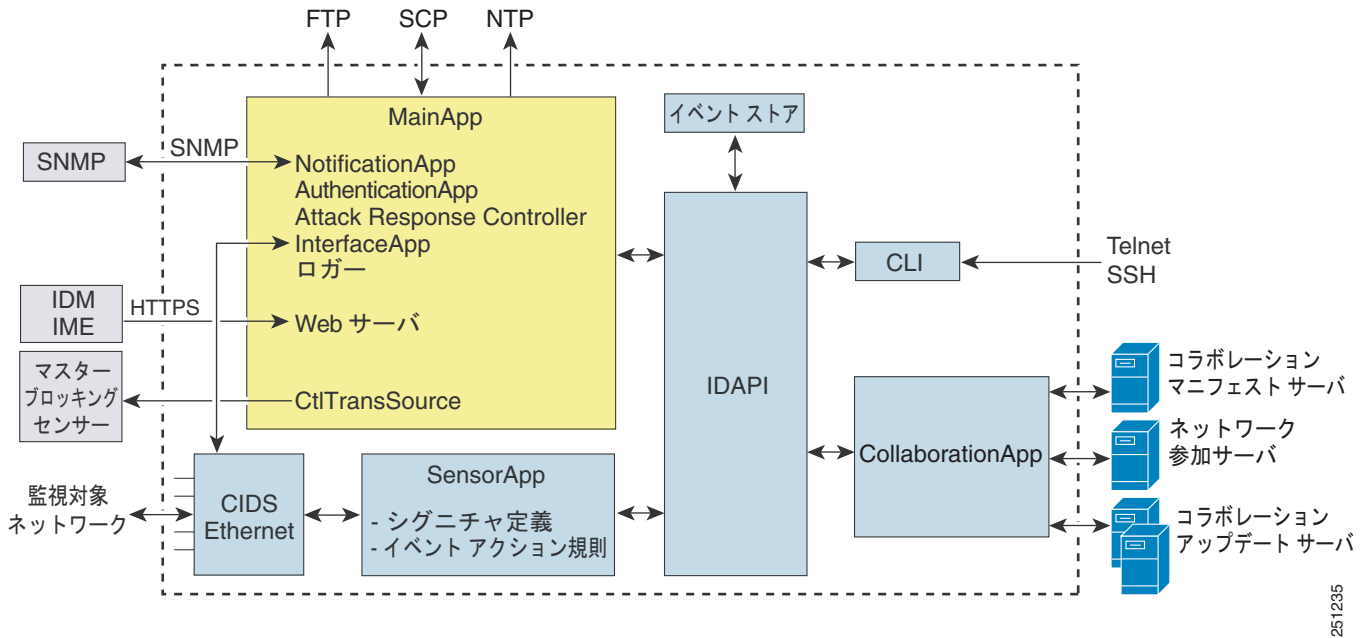 FTP
SCP
NTP
MainApp
SNMP
SNMP
NotificationApp
AuthenticationApp
Attack Response Controller
InterfaceApp
ロガー
IDM
IME
HTTPS
Web サーバ
マスター
ブロッキング
センサー
CtlTransSource
監視対象
ネットワーク
CIDS
Ethernet
SensorApp
- シグニチャ定義
- イベント アクション規則
イベント ストア
IDAPI
CLI
Telnet
SSH
CollaborationApp
コラボレーション
マニフェスト サーバ
ネットワーク
参加サーバ
コラボレーション
アップデート サーバ
251235